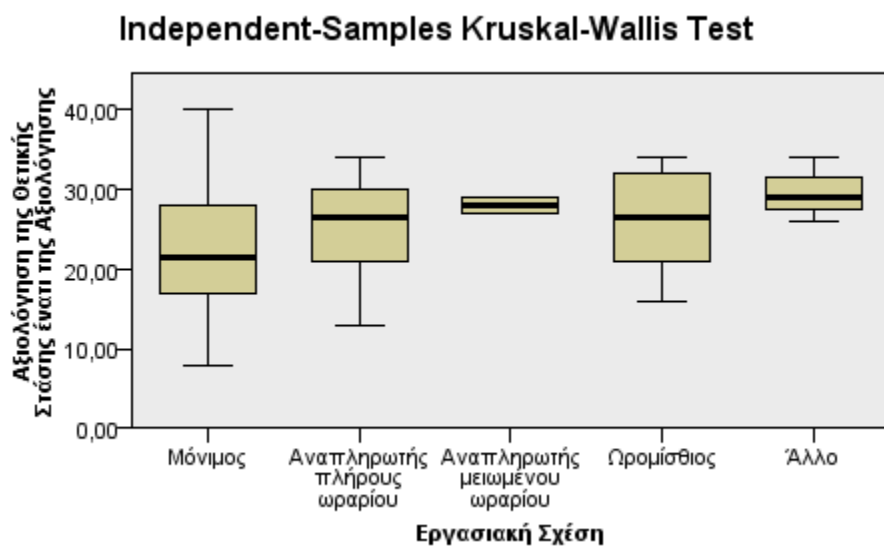 Independent-Samples Kruskal-Wallis Test
Αξιολόγηση της Θετικής
Στάσης ένατι της Αξιολόγησης
40,00
30,00
20,00
10,00
0,00
Μόνιμος
Αναπληρωτής
πλήρους
ωραρίου
Αναπληρωτής
μειωμένου
ωραρίου
Ωρομίσθιος
Άλλο
Εργασιακή Σχέση